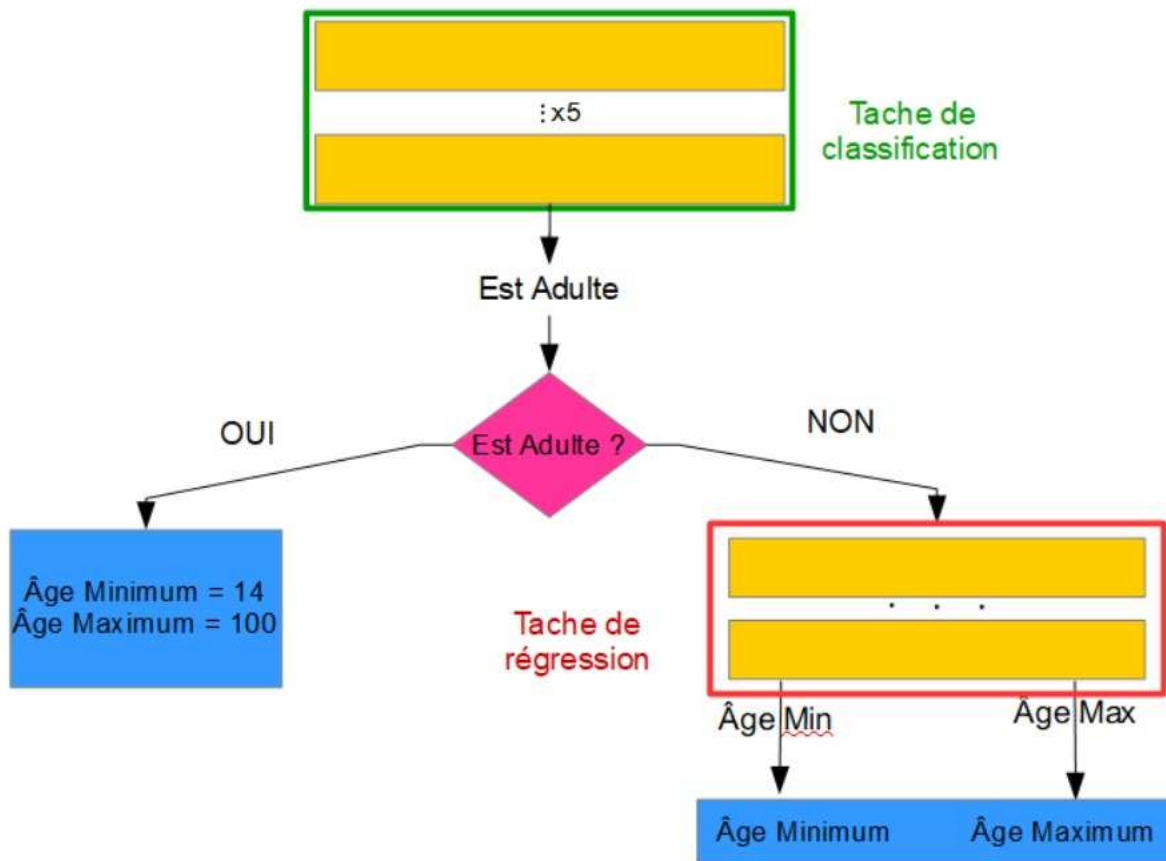 ⋮x5
Tache de
classification
Est Adulte
OUI
NON
Est Adulte ?
Âge Minimum = 14
Âge Maximum = 100
Tache de
régression
. . .
Âge Min
Âge Max
Âge Minimum
Âge Maximum